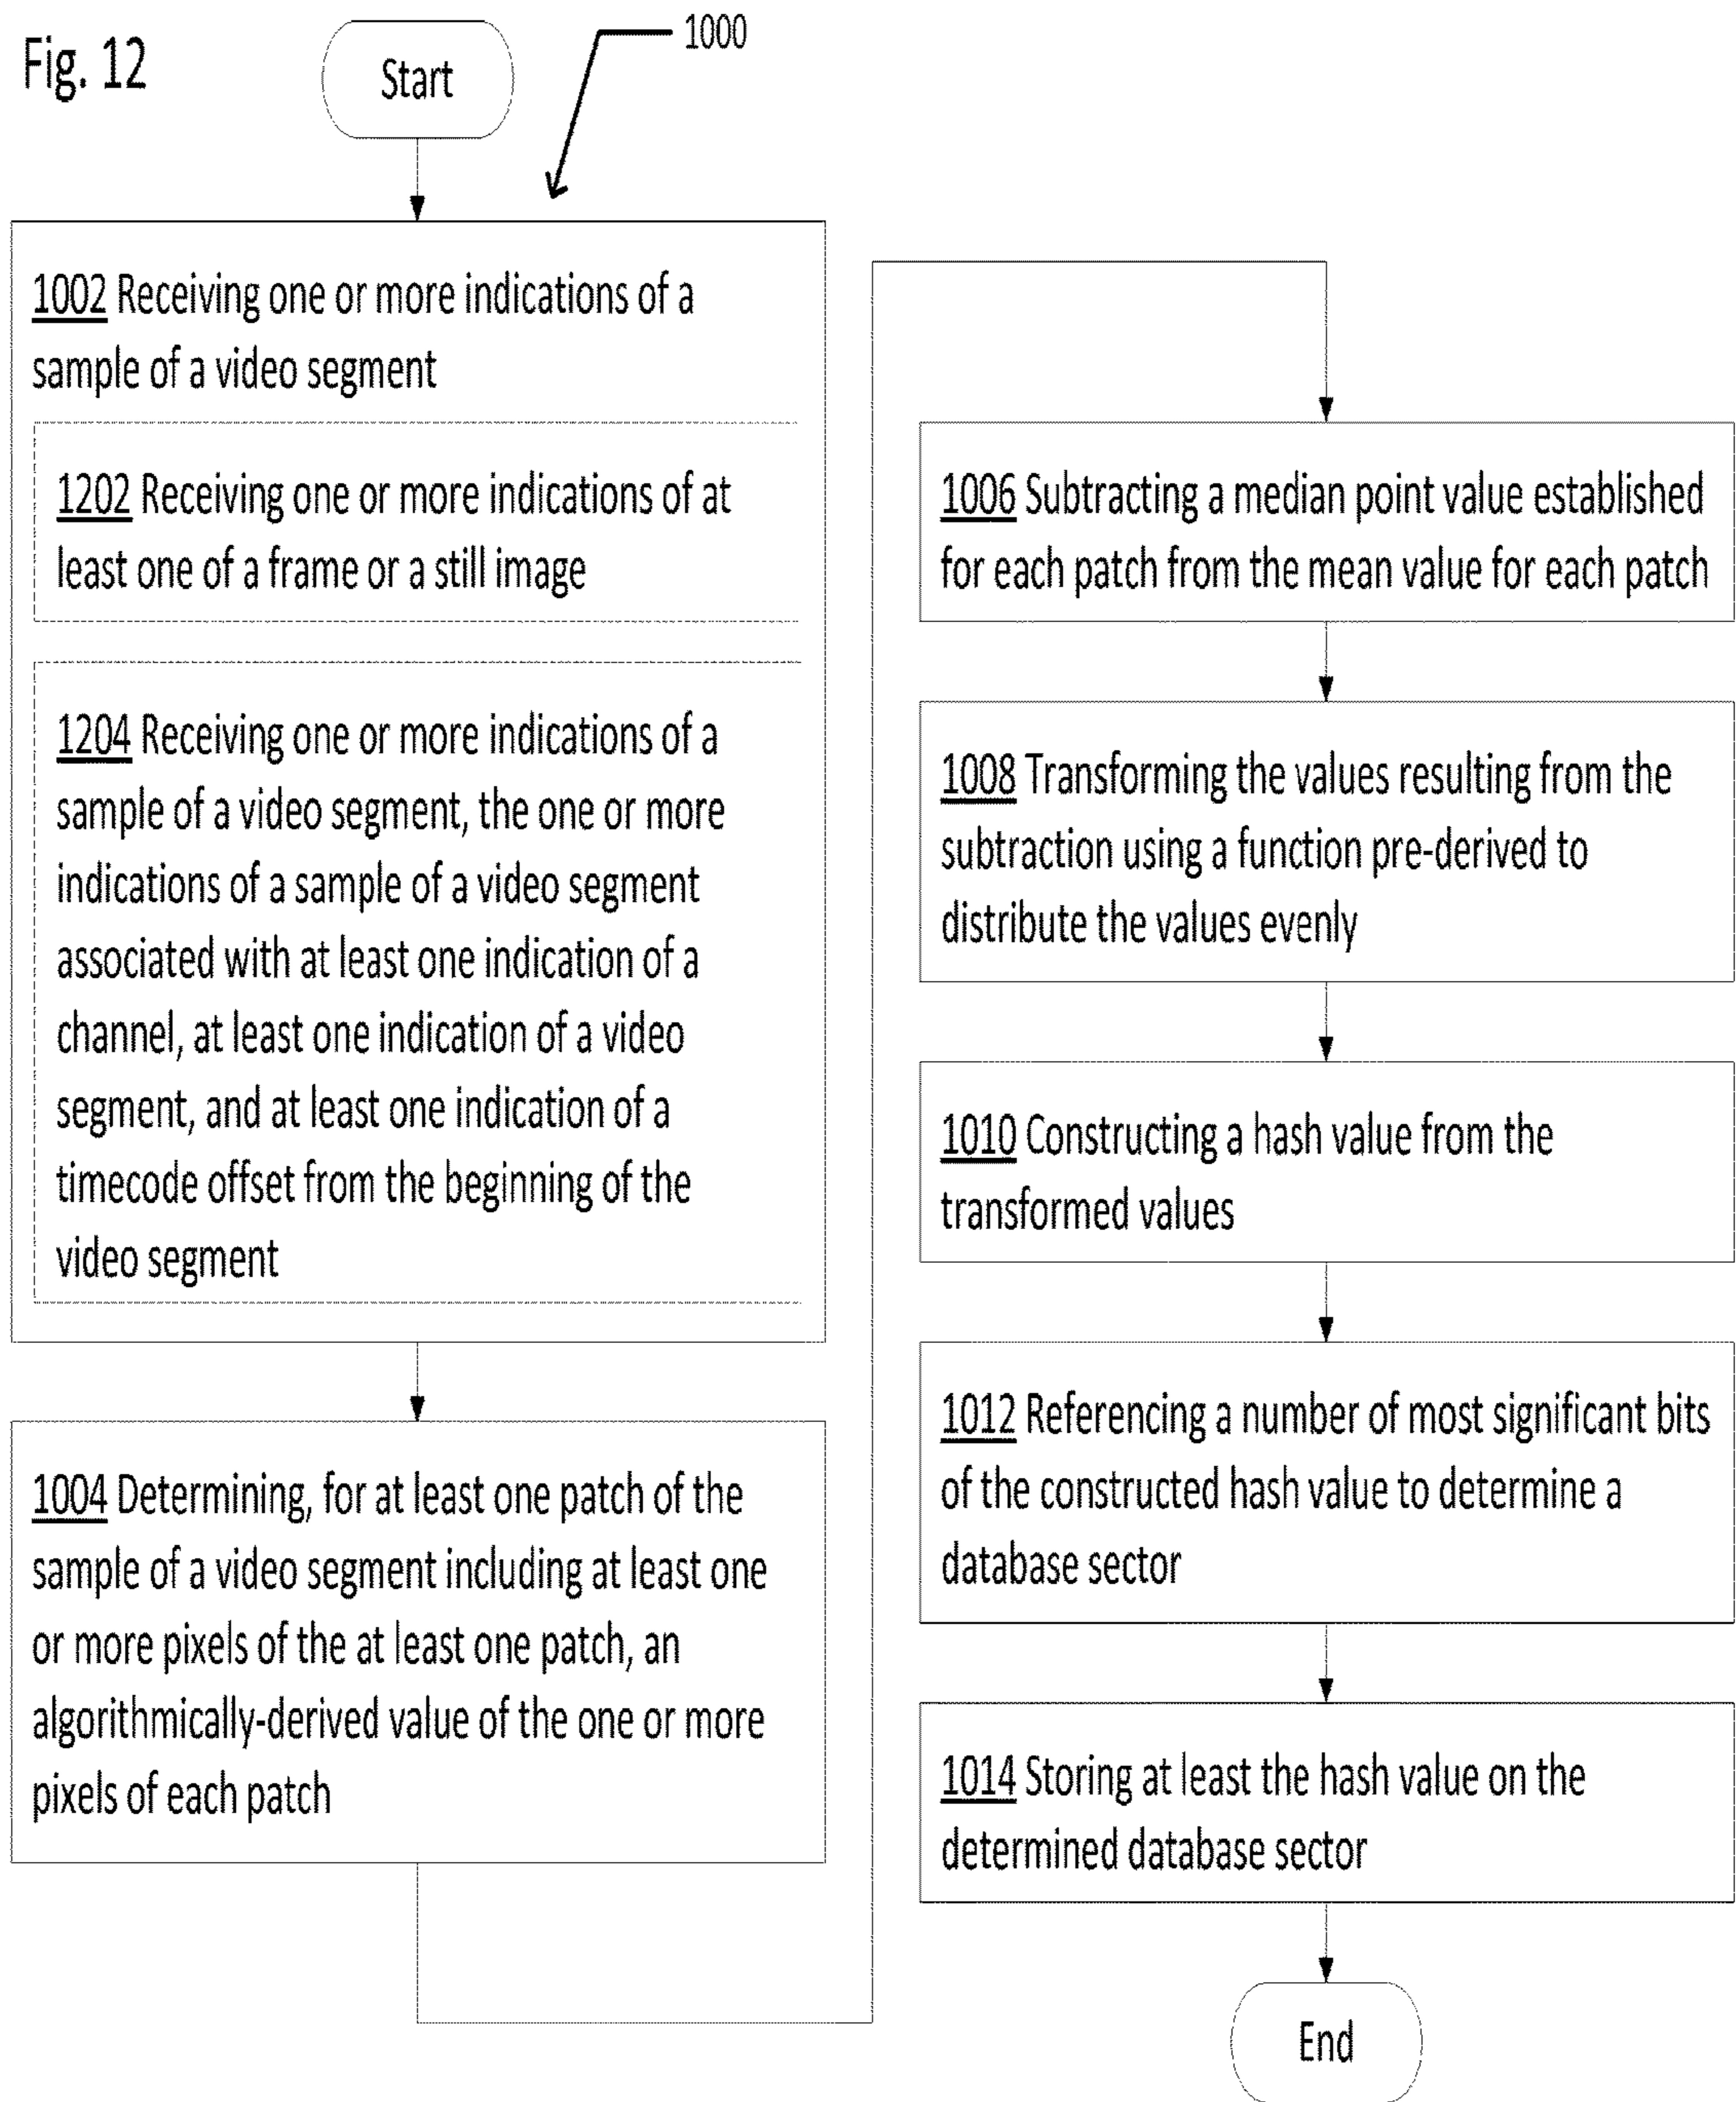 Fig. 12
Start
1000
1002 Receiving one or more indications of a
sample of a video segment
1202 Receiving one or more indications of at
least one of a frame or a still image
1204 Receiving one or more indications of a
sample of a video segment, the one or more
indications of a sample of a video segment
associated with at least one indication of a
channel, at least one indication of a video
segment, and at least one indication of a
timecode offset from the beginning of the
video segment
1004 Determining, for at least one patch of the
sample of a video segment including at least one
or more pixels of the at least one patch, an
algorithmically-derived value of the one or more
pixels of each patch
1006 Subtracting a median point value established
for each patch from the mean value for each patch
1008 Transforming the values resulting from the
subtraction using a function pre-derived to
distribute the values evenly
1010 Constructing a hash value from the
transformed values
1012 Referencing a number of most significant bits
of the constructed hash value to determine a
database sector
1014 Storing at least the hash value on the
determined database sector
End